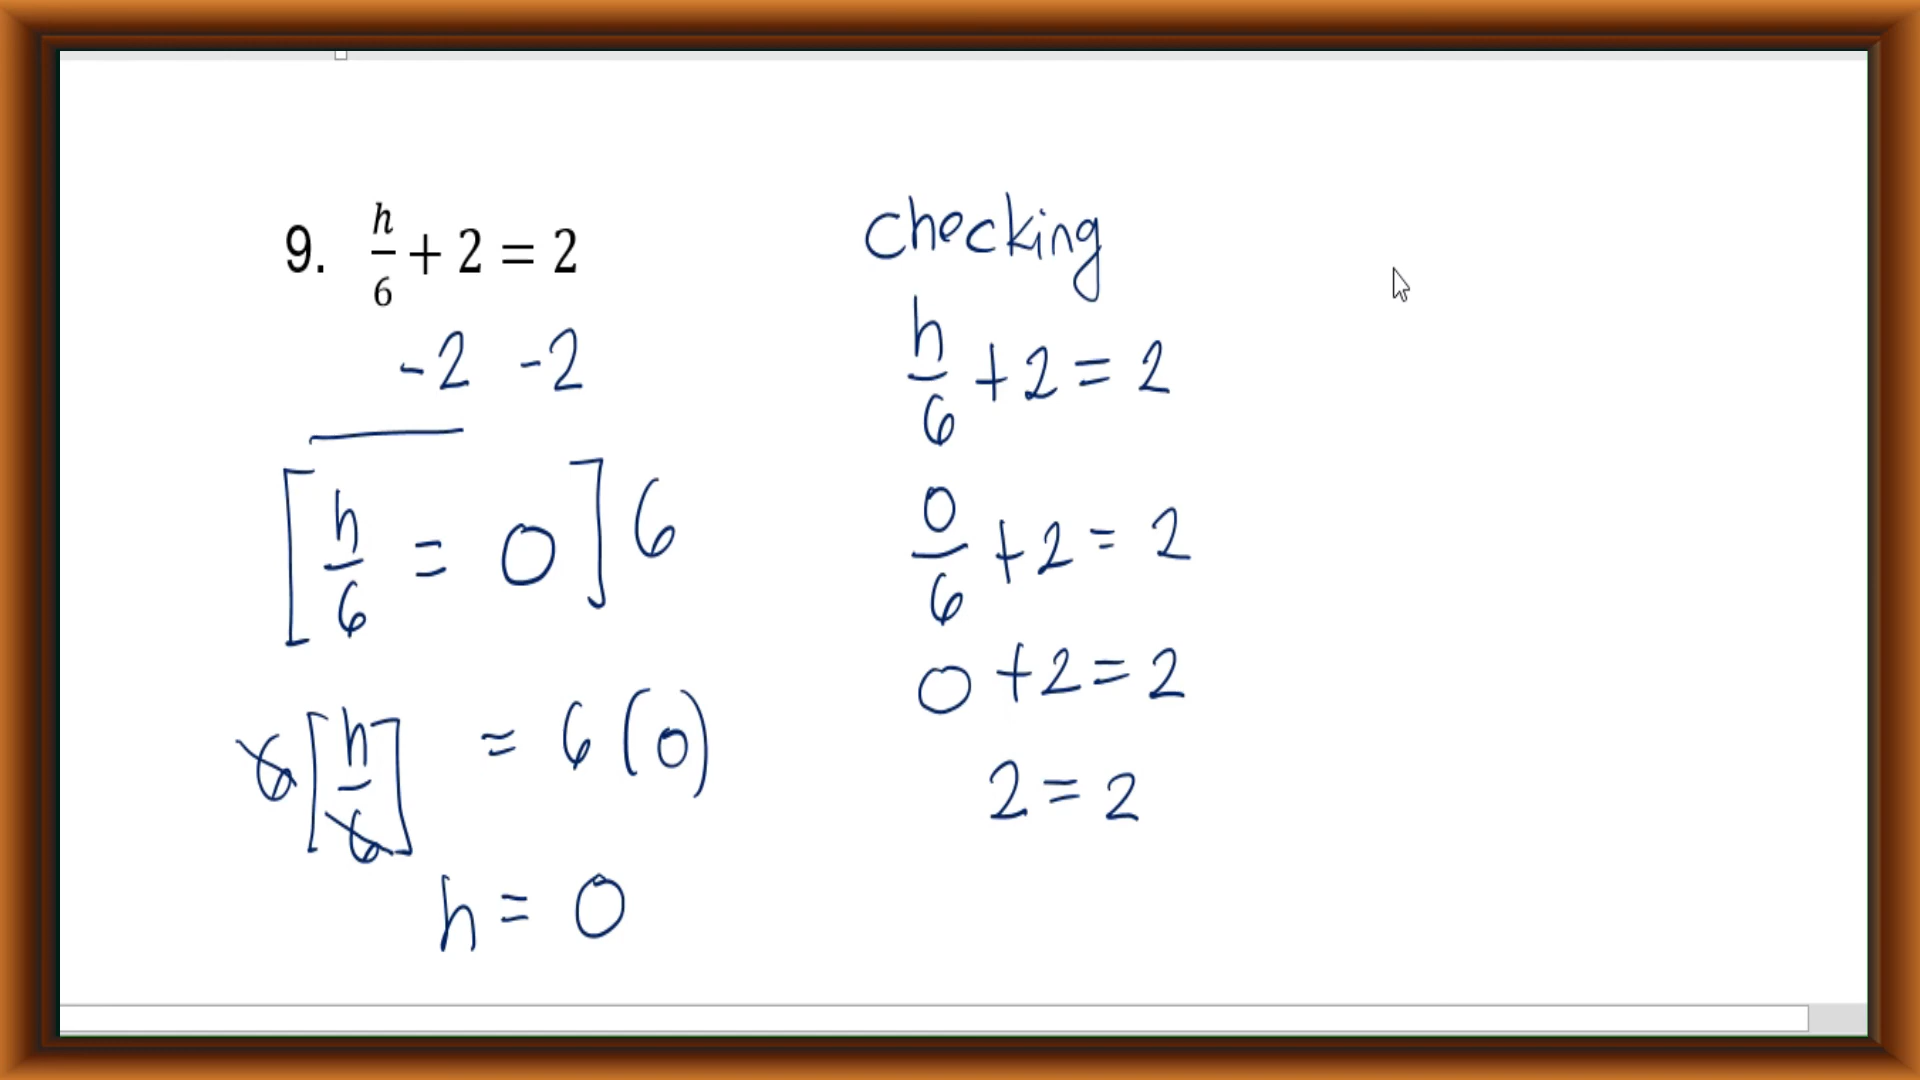 9. h/6 + 2 = 2
-2 -2
[h/6 = 0] 6
6[h/6] = 6(0)
h = 0
checking
h/6 + 2 = 2
0/6 + 2 = 2
0 + 2 = 2
2 = 2